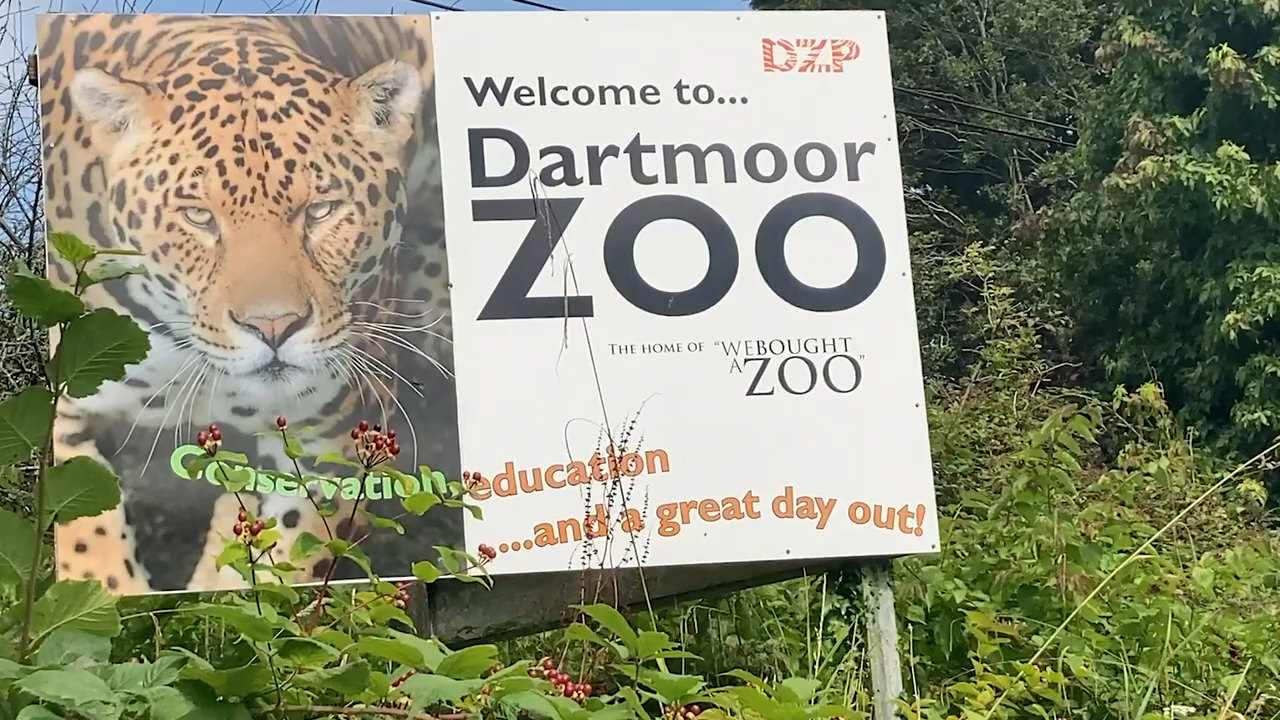 DZP
Welcome to...
Dartmoor
ZOO
THE HOME OF "WE BOUGHT
A ZOO"
Conservation, education
...and a great day out!